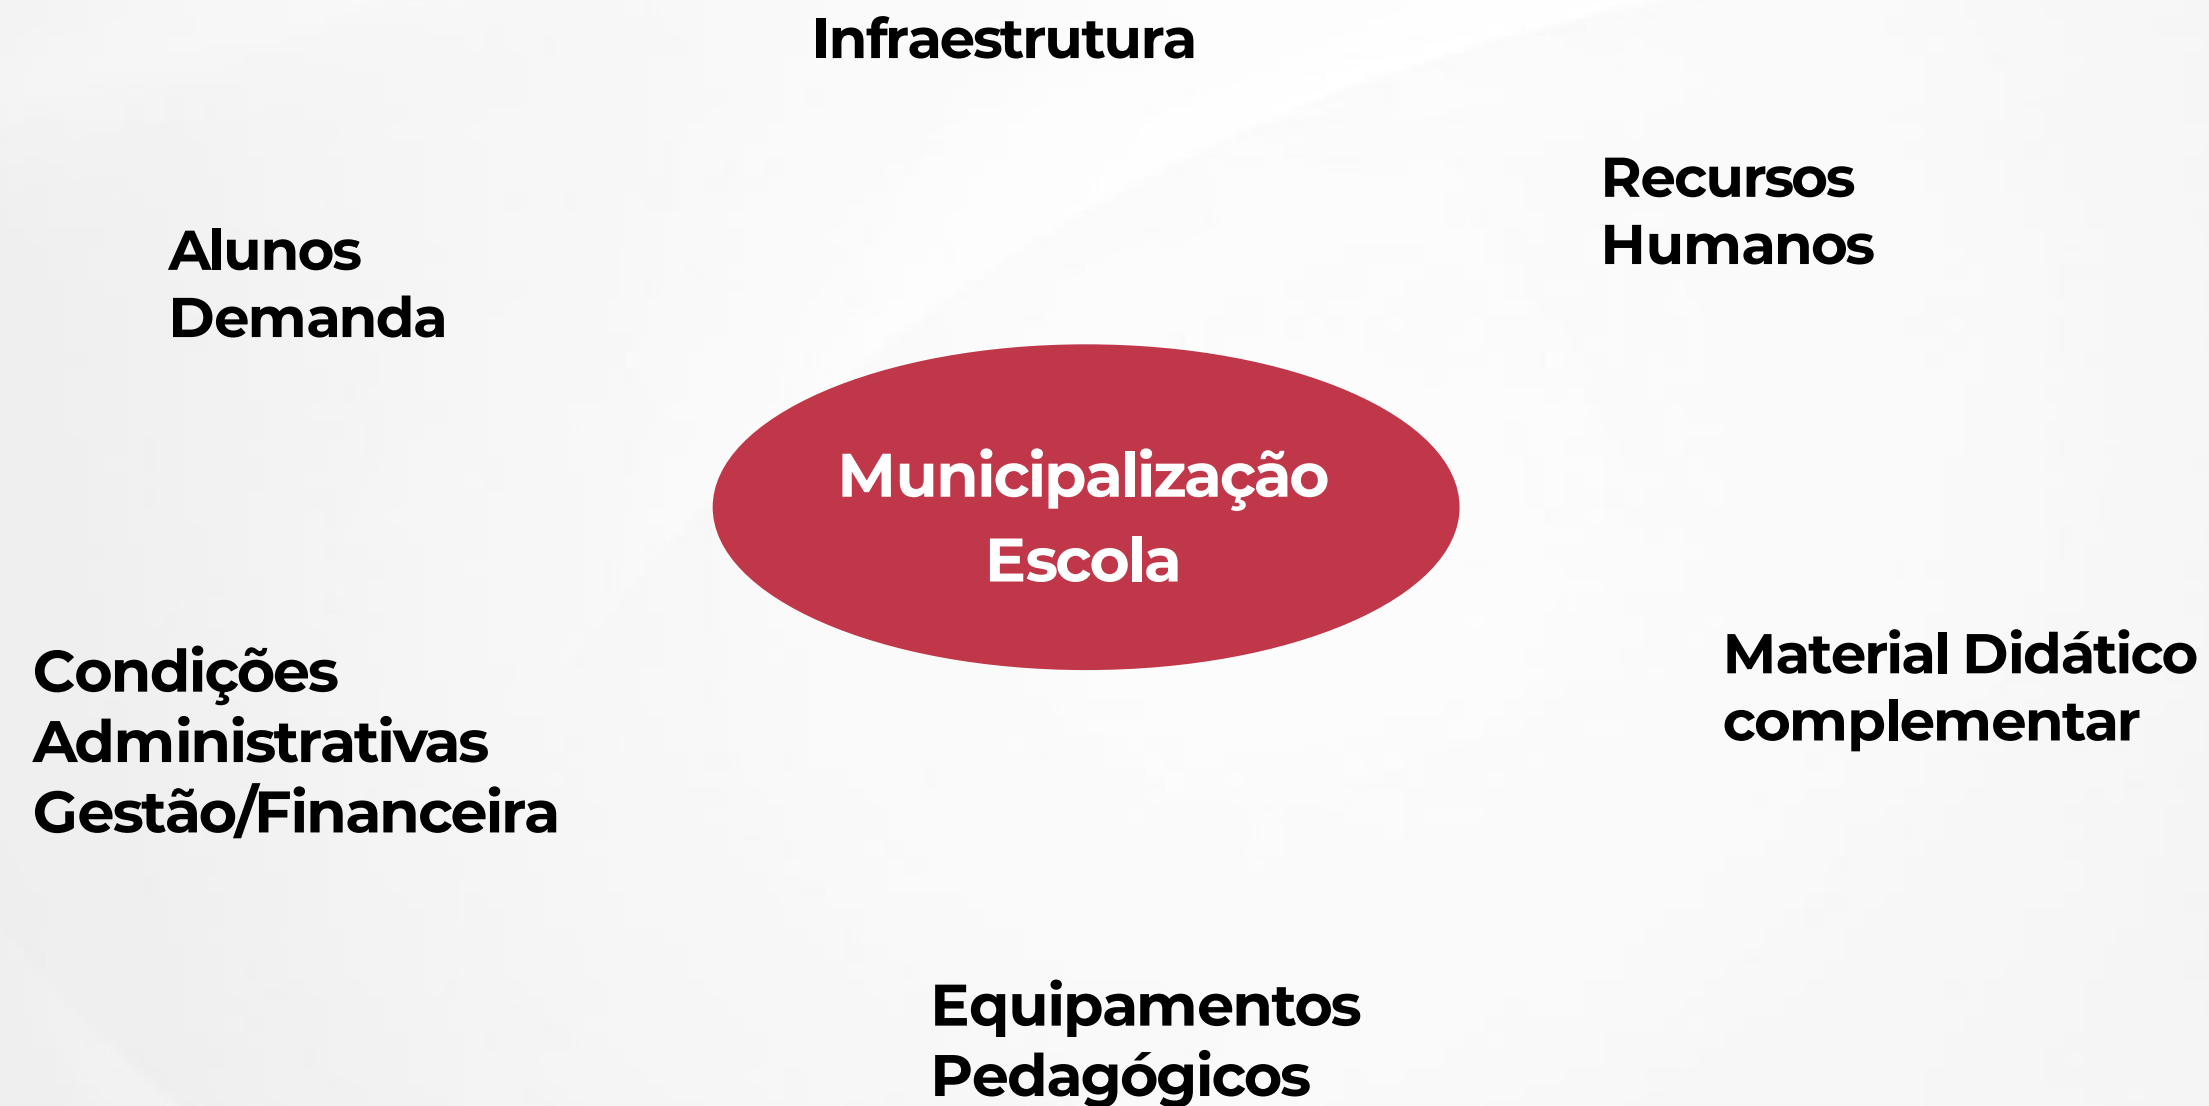 Infraestrutura
Recursos
Humanos
Alunos
Demanda
Municipalização
Escola
Material Didático
complementar
Condições
Administrativas
Gestão/Financeira
Equipamentos
Pedagógicos